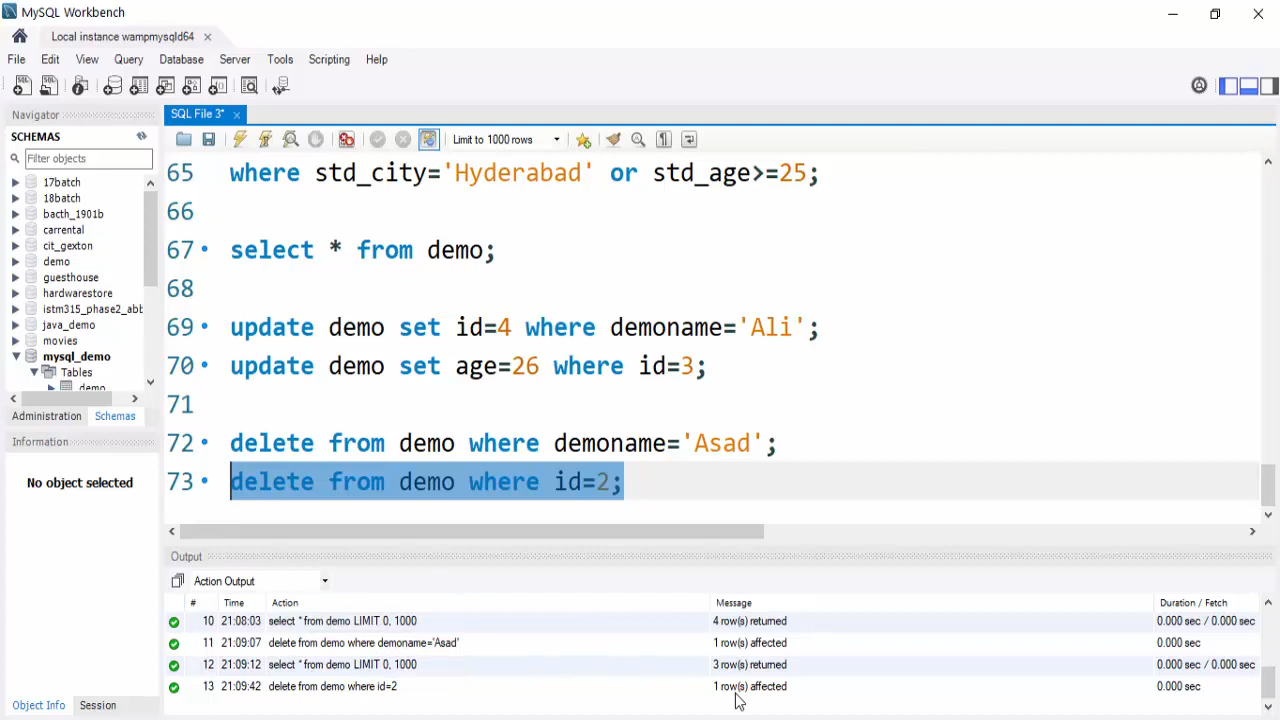 MySQL Workbench
Local instance wampmysqld64
File Edit View Query Database Server Tools Scripting Help
Navigator
SQL File 3*
SCHEMAS
Limit to 1000 rows
Filter objects
17batch
18batch
bacth_1901b
carrental
cit_gexton
demo
guesthouse
hardwarestore
istm315_phase2_abb
java_demo
movies
mysql_demo
Tables
demo
Administration Schemas
Information
No object selected
Object Info Session
65 where std_city='Hyderabad' or std_age>=25;
66
67 select * from demo;
68
69 update demo set id=4 where demoname='Ali';
70 update demo set age=26 where id=3;
71
72 delete from demo where demoname='Asad';
73 delete from demo where id=2;
Output
Action Output
# Time Action Message Duration / Fetch
10 21:08:03 select * from demo LIMIT 0, 1000 4 row(s) returned 0.000 sec / 0.000 sec
11 21:09:07 delete from demo where demoname='Asad' 1 row(s) affected 0.000 sec
12 21:09:12 select * from demo LIMIT 0, 1000 3 row(s) returned 0.000 sec / 0.000 sec
13 21:09:42 delete from demo where id=2 1 row(s) affected 0.000 sec